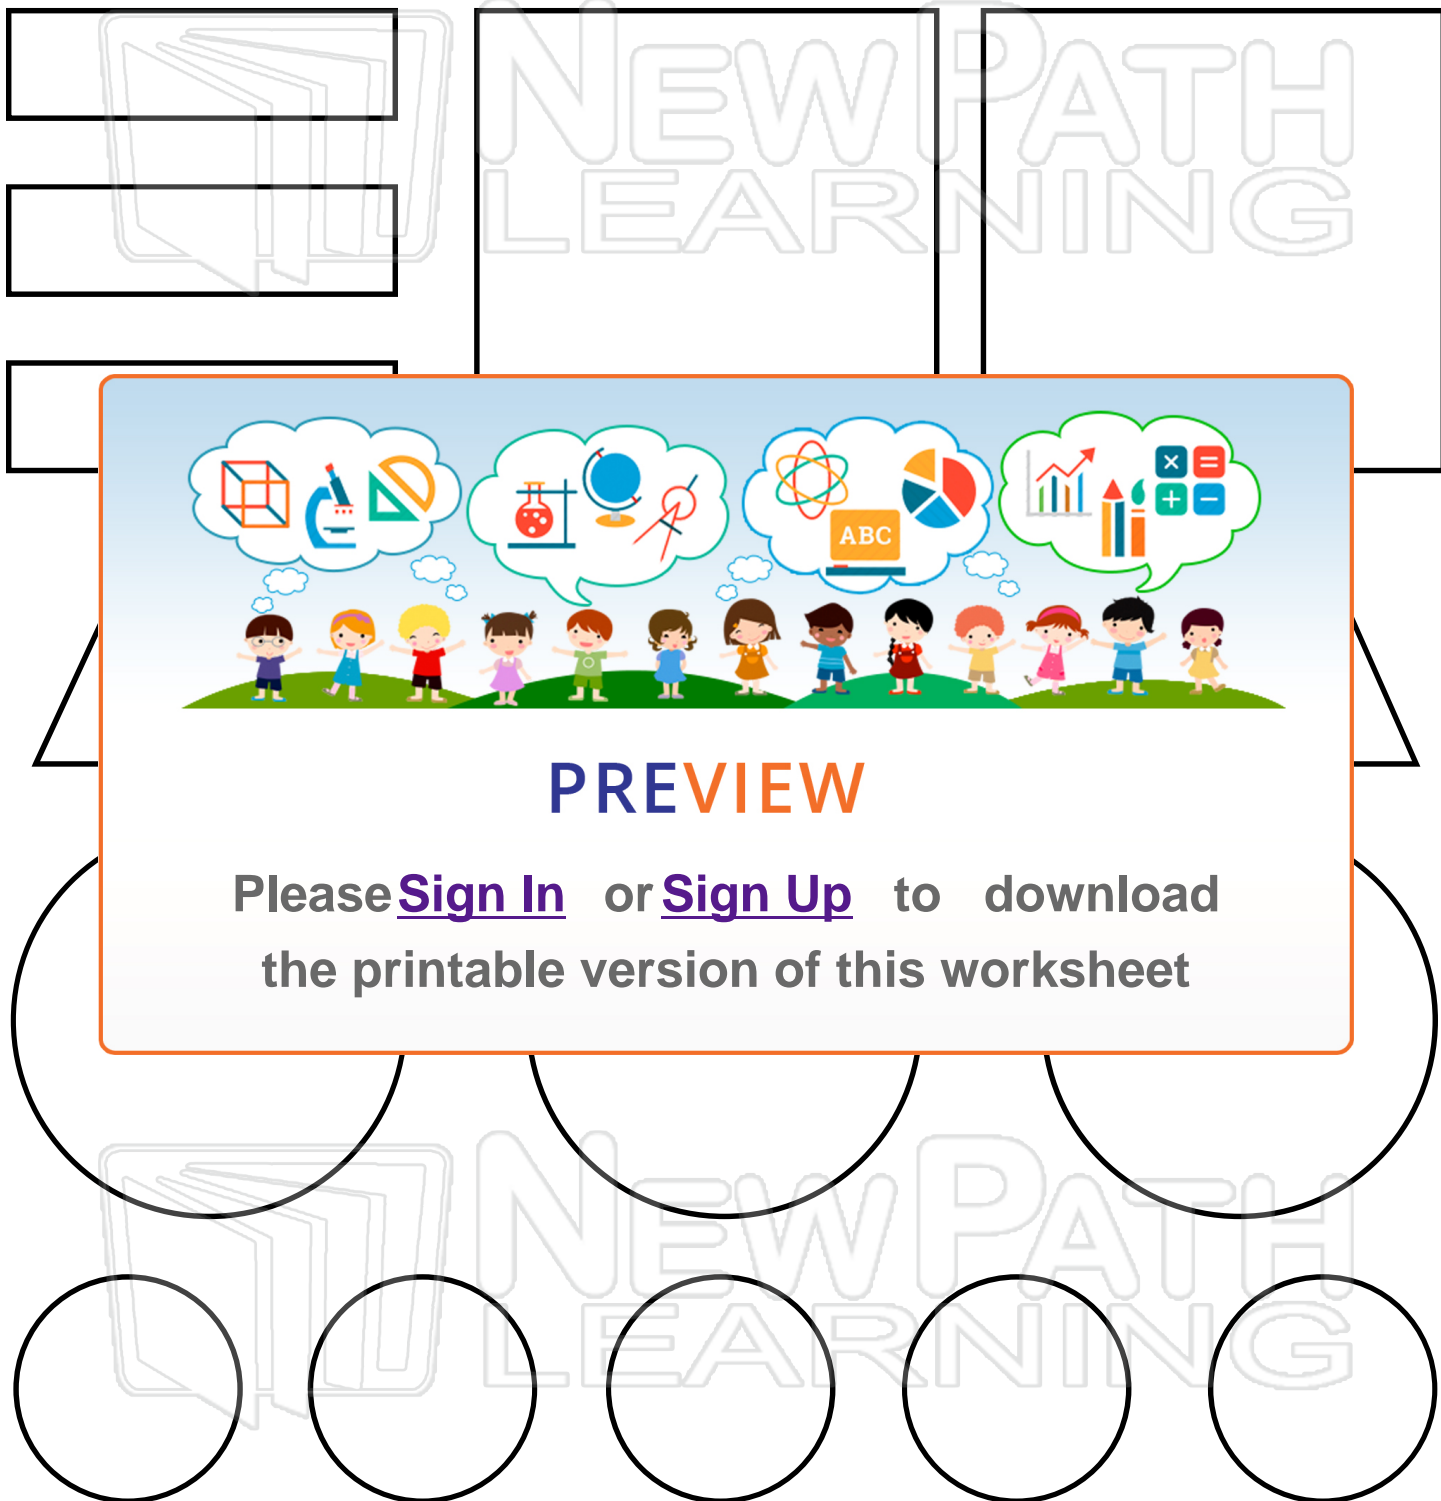 NEWPATH
LEARNING
ABC
PREVIEW
Please Sign In or Sign Up to download
the printable version of this worksheet
NEWPATH
LEARNING